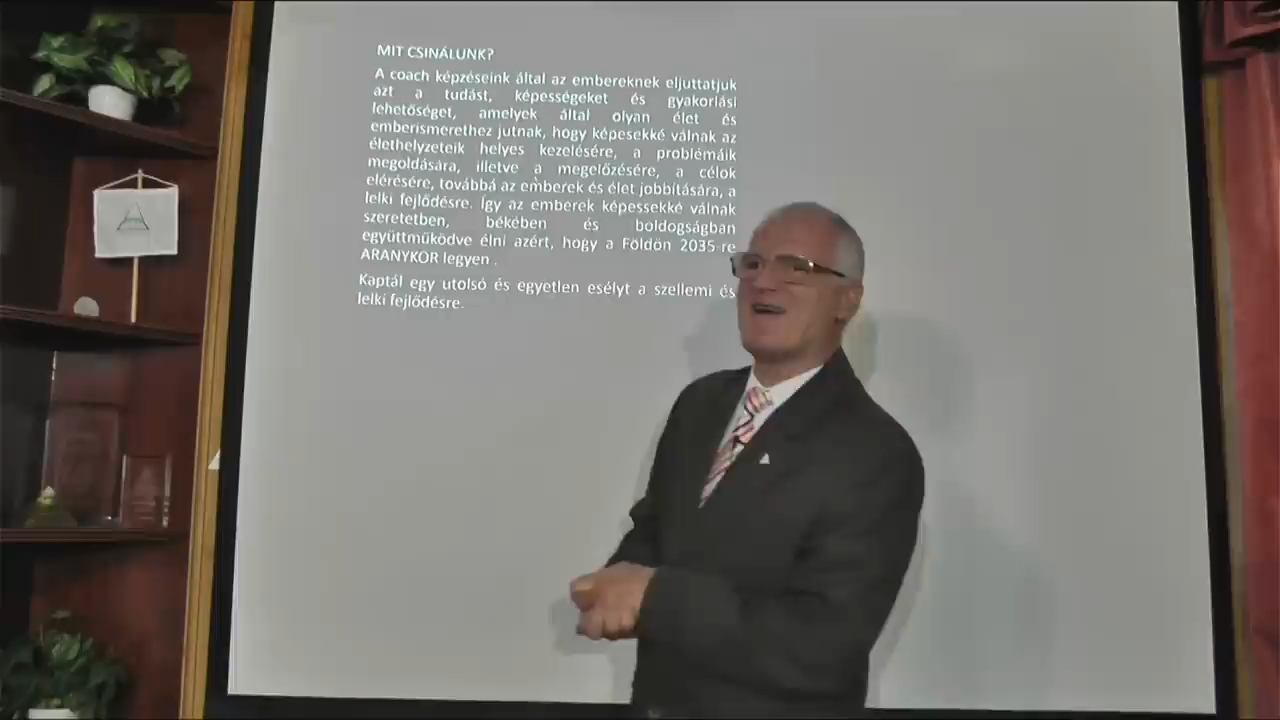 MIT CSINÁLUNK?
A coach képzéseink által az embereknek eljuttatjuk
azt a tudást, képességeket és gyakorlási
lehetőséget, amelyek által olyan élet és
emberismerethez jutnak, hogy képesekké válnak az
élethelyzeteik helyes kezelésére, a problémáik
megoldására, illetve a megelőzésére, a célok
elérésére, továbbá az emberek és élet jobbítására, a
lelki fejlődésre. Így az emberek képessekké válnak
szeretetben, békében és boldogságban
együttműködve élni azért, hogy a Földön 2035-re
ARANYKOR legyen .
Kaptál egy utolsó és egyetlen esélyt a szellemi és
lelki fejlődésre.